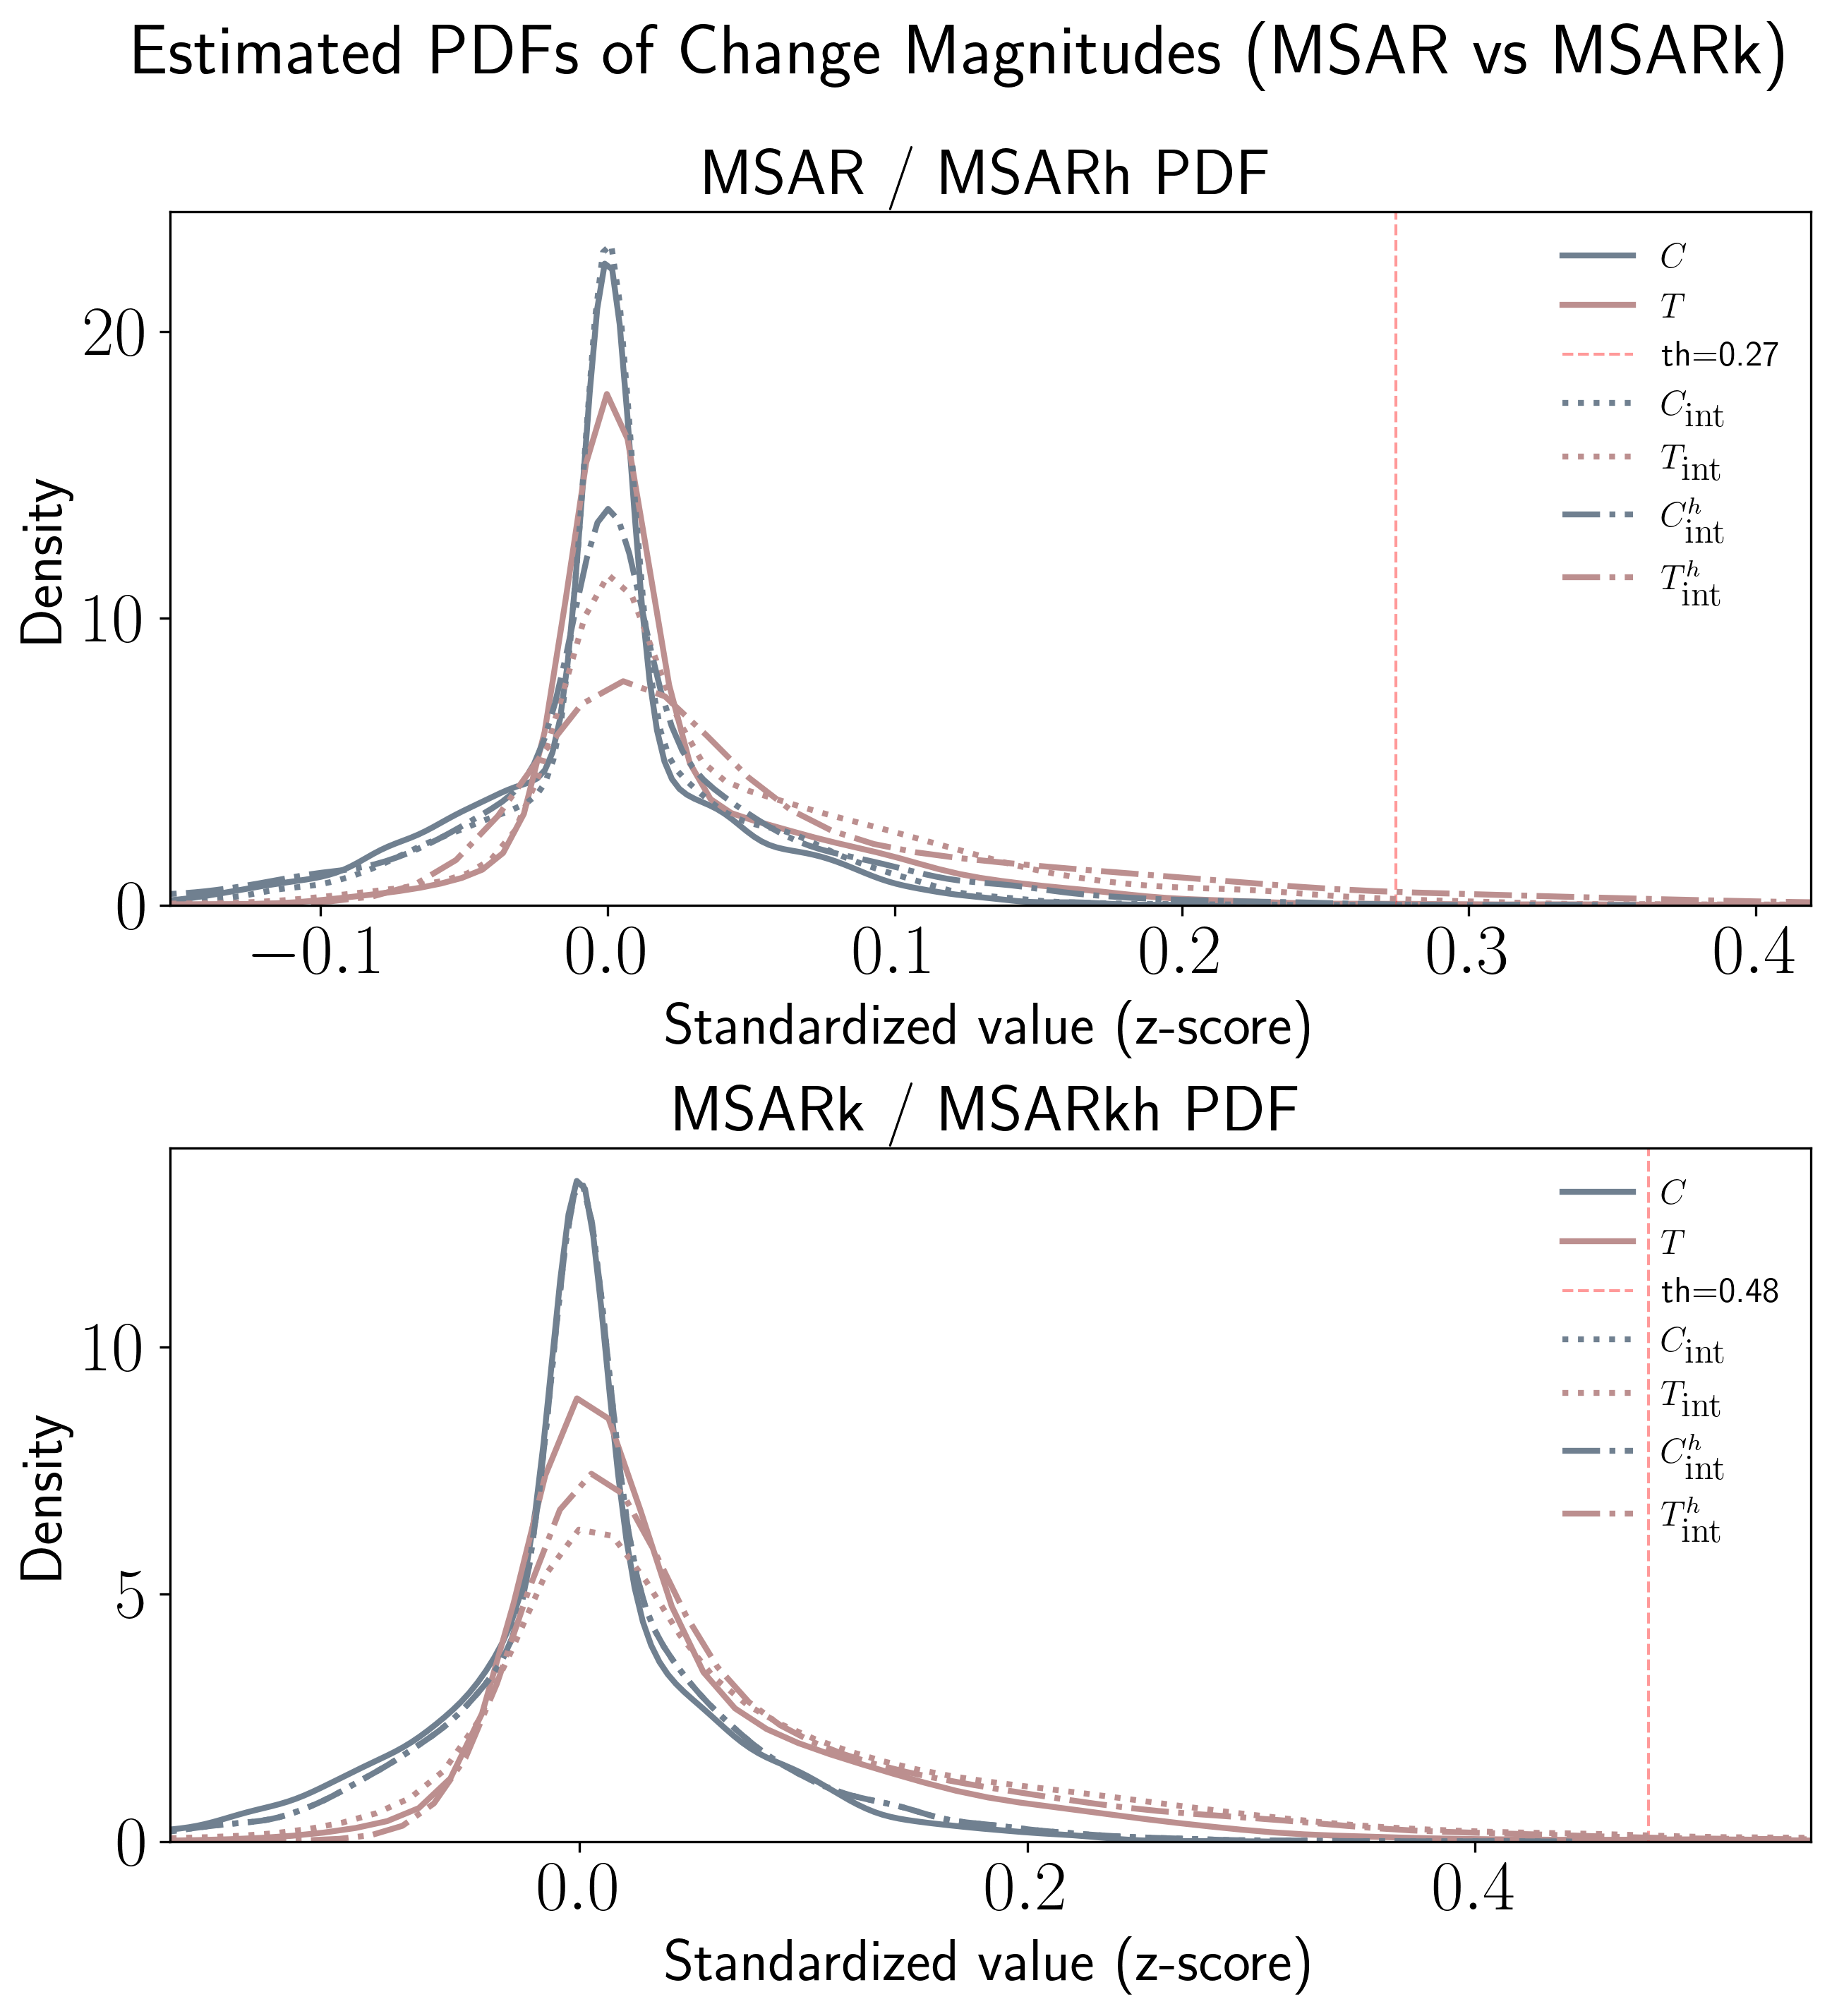 Estimated PDFs of Change Magnitudes (MSAR vs MSARk)
MSAR / MSARh PDF
Density
20
10
0
C
T
th=0.27
C_int
T_int
C^h_int
T^h_int
−0.1 0.0 0.1 0.2 0.3 0.4
Standardized value (z-score)
MSARk / MSARkh PDF
Density
10
5
0
C
T
th=0.48
C_int
T_int
C^h_int
T^h_int
0.0 0.2 0.4
Standardized value (z-score)